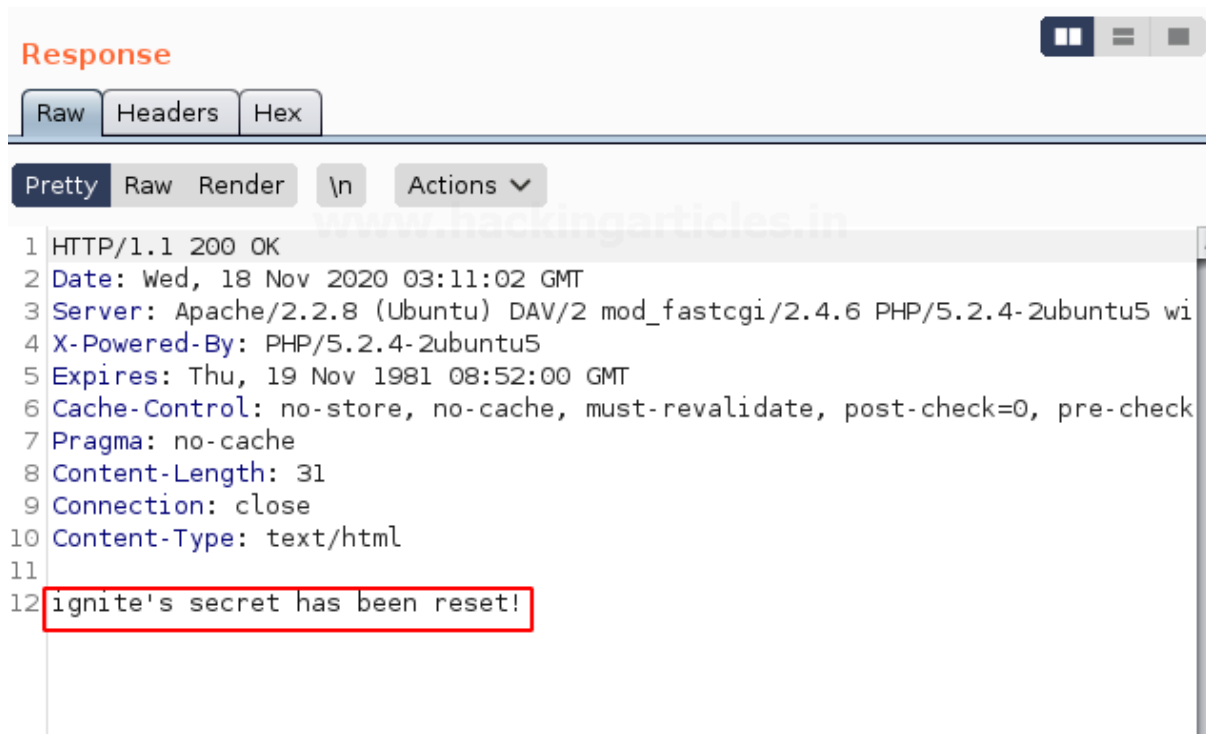 Response
Raw Headers Hex
Pretty Raw Render \n Actions
www.hackingarticles.in
1 HTTP/1.1 200 OK
2 Date: Wed, 18 Nov 2020 03:11:02 GMT
3 Server: Apache/2.2.8 (Ubuntu) DAV/2 mod_fastcgi/2.4.6 PHP/5.2.4-2ubuntu5 wi
4 X-Powered-By: PHP/5.2.4-2ubuntu5
5 Expires: Thu, 19 Nov 1981 08:52:00 GMT
6 Cache-Control: no-store, no-cache, must-revalidate, post-check=0, pre-check
7 Pragma: no-cache
8 Content-Length: 31
9 Connection: close
10 Content-Type: text/html
11
12 ignite's secret has been reset!